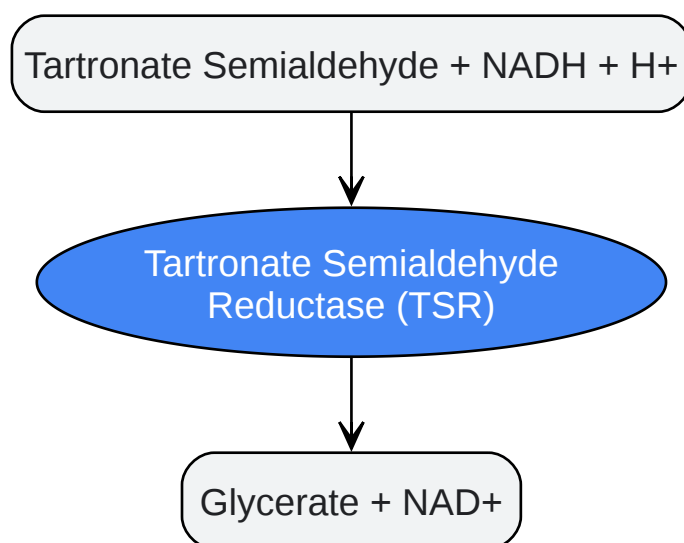 Tartronate Semialdehyde + NADH + H+
Tartronate Semialdehyde
Reductase (TSR)
Glycerate + NAD+